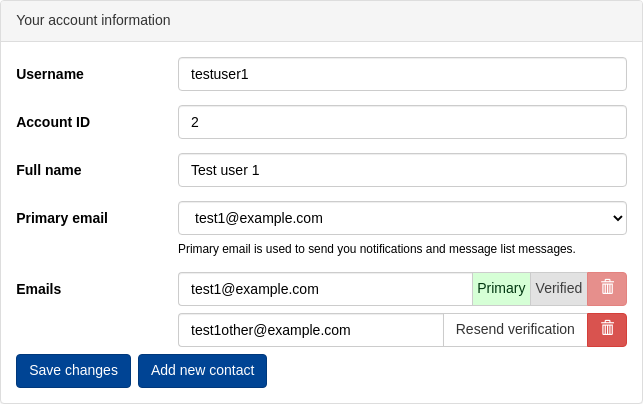 Your account information
Username testuser1
Account ID 2
Full name Test user 1
Primary email test1@example.com
Primary email is used to send you notifications and message list messages.
Emails test1@example.com Primary Verified
test1other@example.com Resend verification
Save changes Add new contact